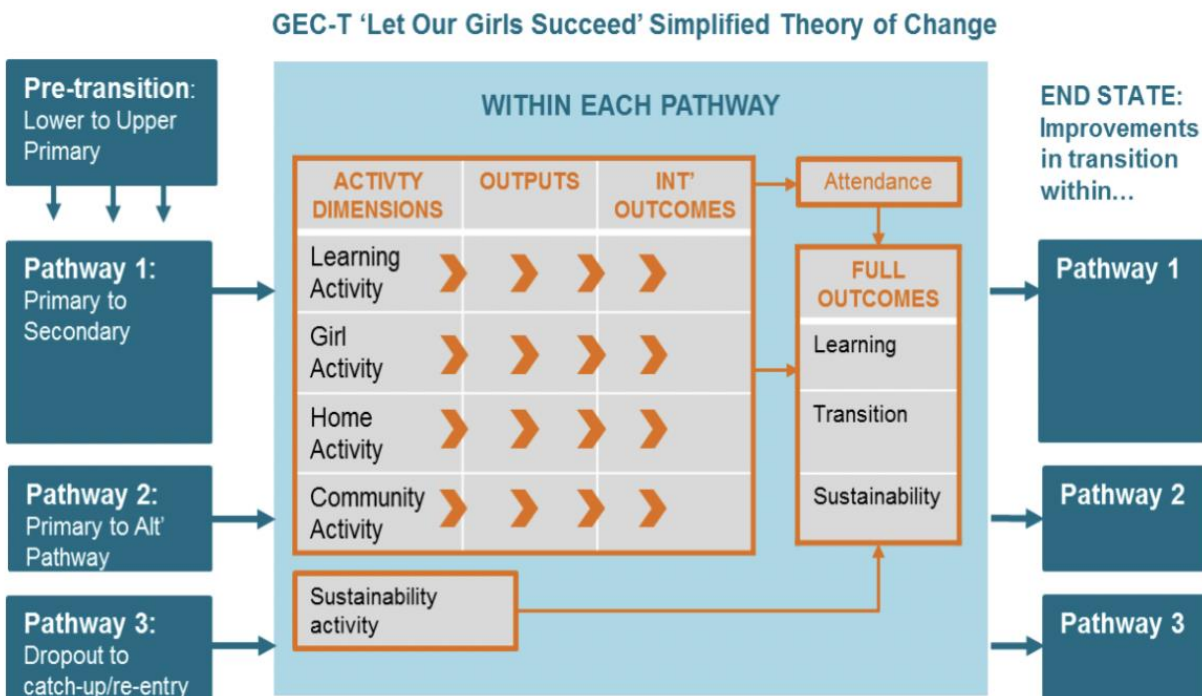 GEC-T ‘Let Our Girls Succeed’ Simplified Theory of Change
Pre-transition:
Lower to Upper
Primary
Pathway 1:
Primary to
Secondary
Pathway 2:
Primary to Alt’
Pathway
Pathway 3:
Dropout to
catch-up/re-entry
WITHIN EACH PATHWAY
ACTIVTY
DIMENSIONS
OUTPUTS
INT’
OUTCOMES
Learning
Activity
Girl
Activity
Home
Activity
Community
Activity
Sustainability
activity
Attendance
FULL
OUTCOMES
Learning
Transition
Sustainability
END STATE:
Improvements
in transition
within...
Pathway 1
Pathway 2
Pathway 3